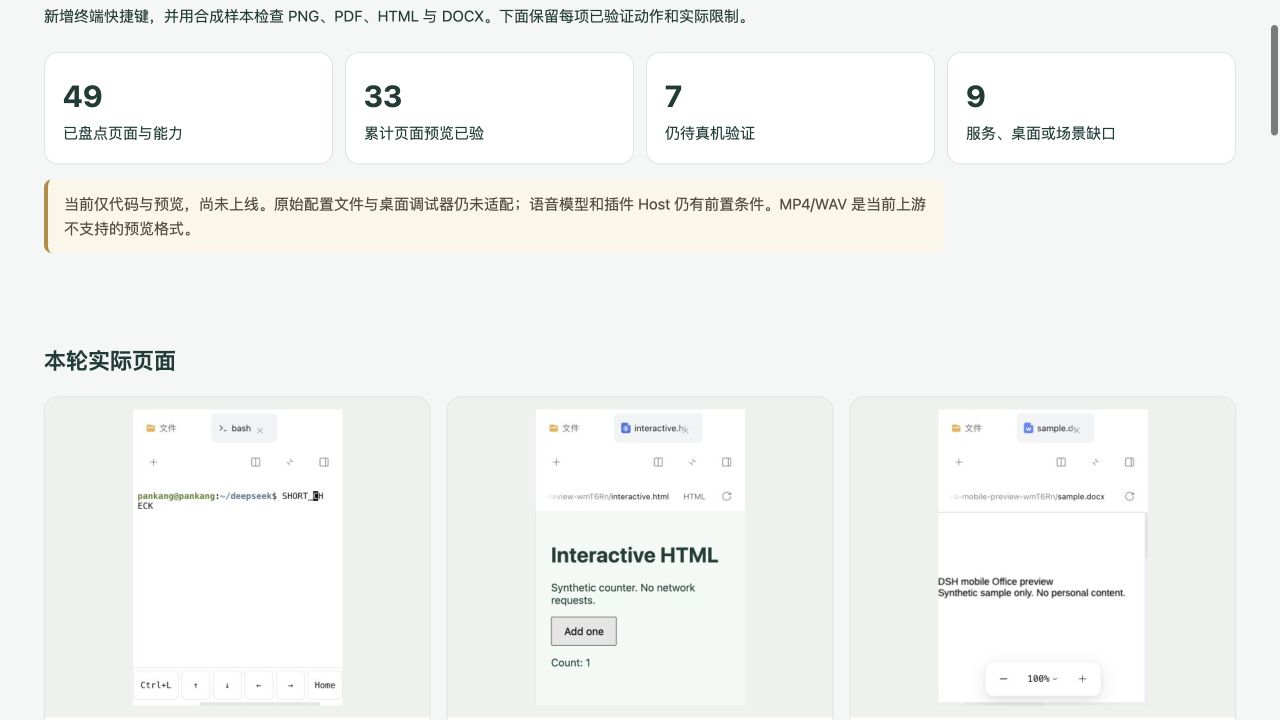 新增终端快捷键，并用合成样本检查 PNG、PDF、HTML 与 DOCX。下面保留每项已验证动作和实际限制。
49
已盘点页面与能力
33
累计页面预览已验
7
仍待真机验证
9
服务、桌面或场景缺口
当前仅代码与预览，尚未上线。原始配置文件与桌面调试器仍未适配；语音模型和插件 Host 仍有前置条件。MP4/WAV 是当前上游
不支持的预览格式。
本轮实际页面
文件
bash
pankang@pankang:~/deepseek$ SHORT_CH
ECK
Ctrl+L ↑ ↓ ← → Home
文件
interactive.h
review-wmT6Rn/interactive.html HTML
Interactive HTML
Synthetic counter. No network
requests.
Add one
Count: 1
文件
sample.d
s-mobile-preview-wmT6Rn/sample.docx
DSH mobile Office preview
Synthetic sample only. No personal content.
− 100% +